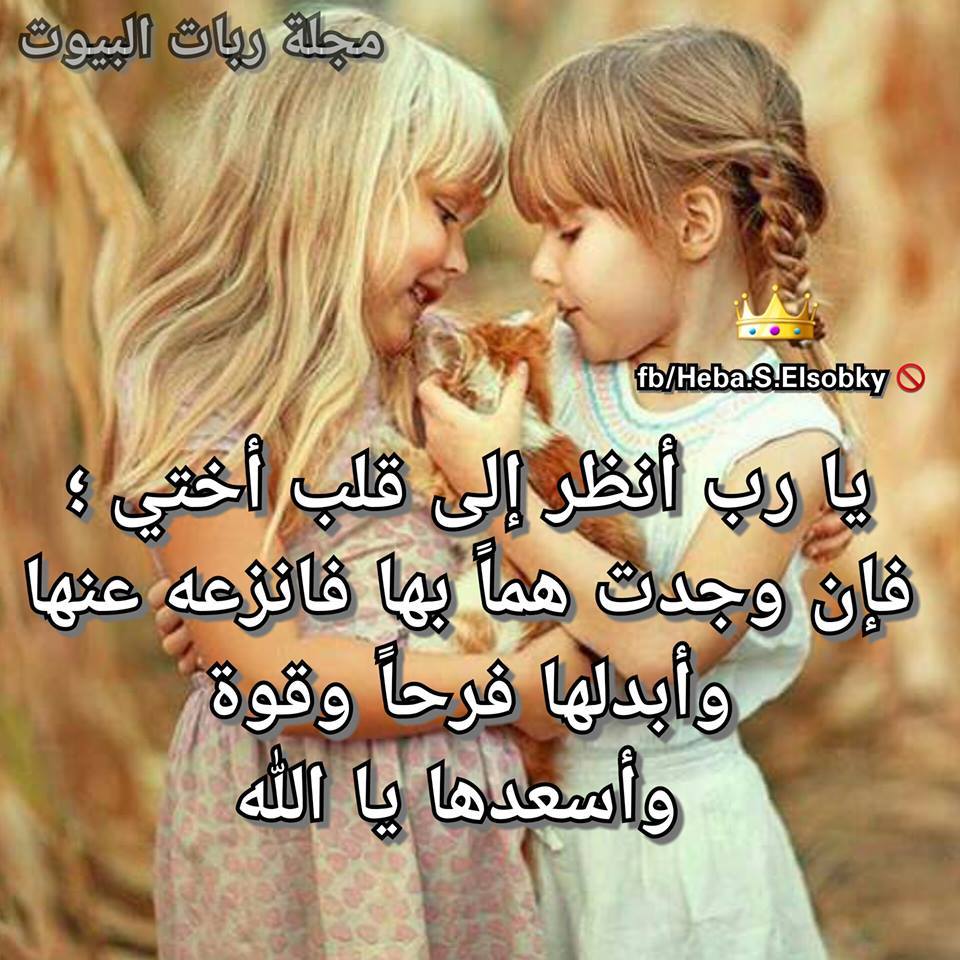 مجلة ربات البيوت
fb/Heba.S.Elsobky
يا رب أنظر إلى قلب أختي ؛
فإن وجدت هماً بها فانزعه عنها
وأبدلها فرحاً وقوة
وأسعدها يا الله